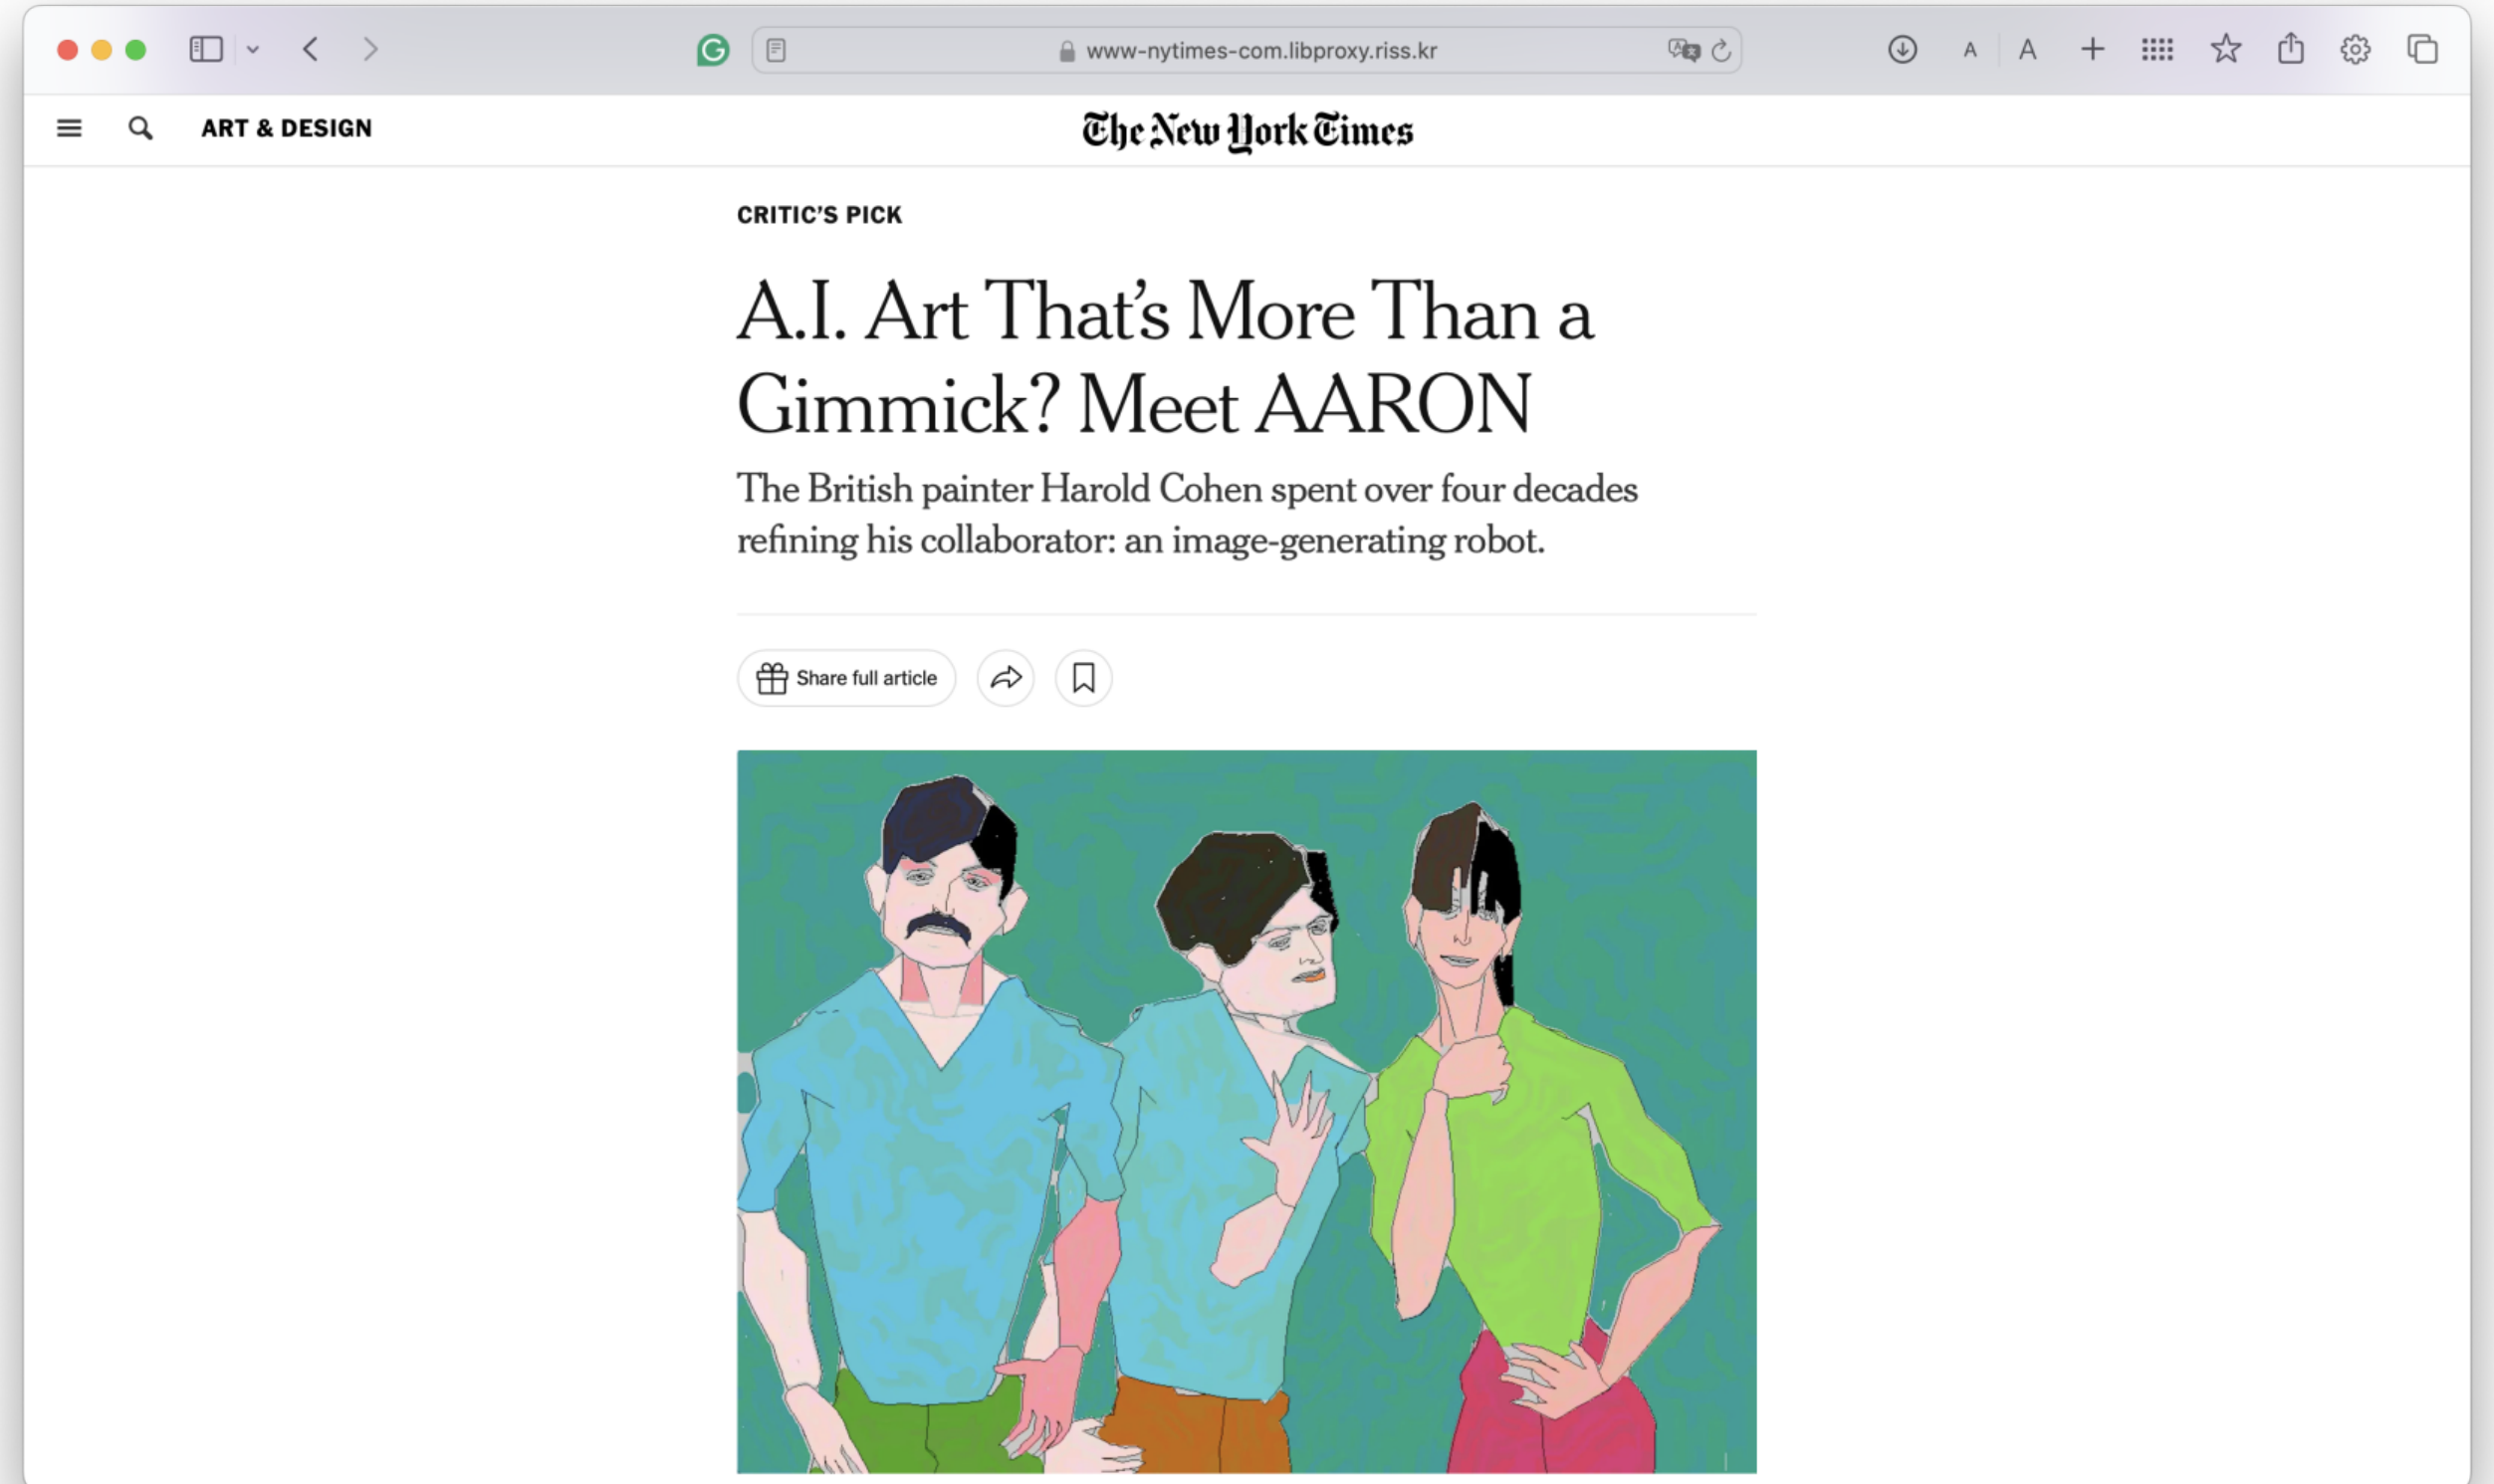 www-nytimes-com.libproxy.riss.kr
A A
ART & DESIGN
The New York Times
CRITIC'S PICK
A.I. Art That's More Than a
Gimmick? Meet AARON
The British painter Harold Cohen spent over four decades
refining his collaborator: an image-generating robot.
Share full article